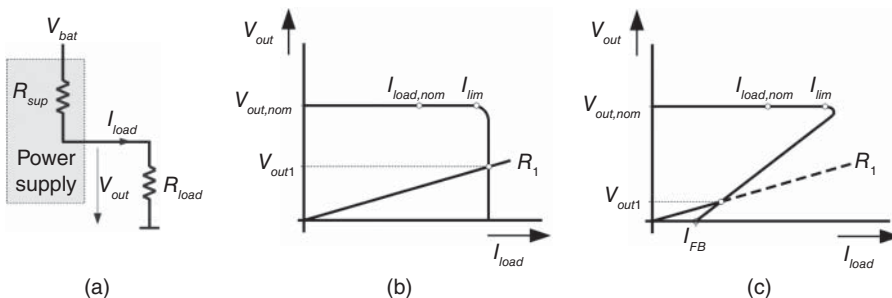 V_bat
R_sup
I_load
Power
supply
V_out
R_load
(a)
V_out
I_load,nom
I_lim
V_out,nom
V_out1
R_1
I_load
(b)
V_out
I_load,nom
I_lim
V_out,nom
R_1
V_out1
I_FB
I_load
(c)